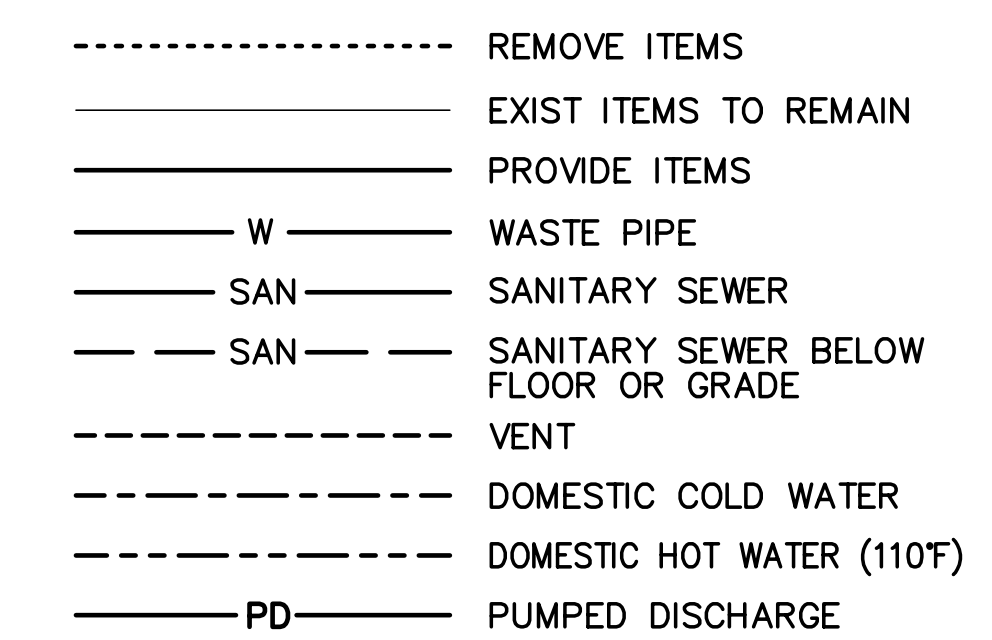 REMOVE ITEMS
EXIST ITEMS TO REMAIN
PROVIDE ITEMS
W WASTE PIPE
SAN SANITARY SEWER
SAN SANITARY SEWER BELOW
FLOOR OR GRADE
VENT
DOMESTIC COLD WATER
DOMESTIC HOT WATER (110°F)
PD PUMPED DISCHARGE